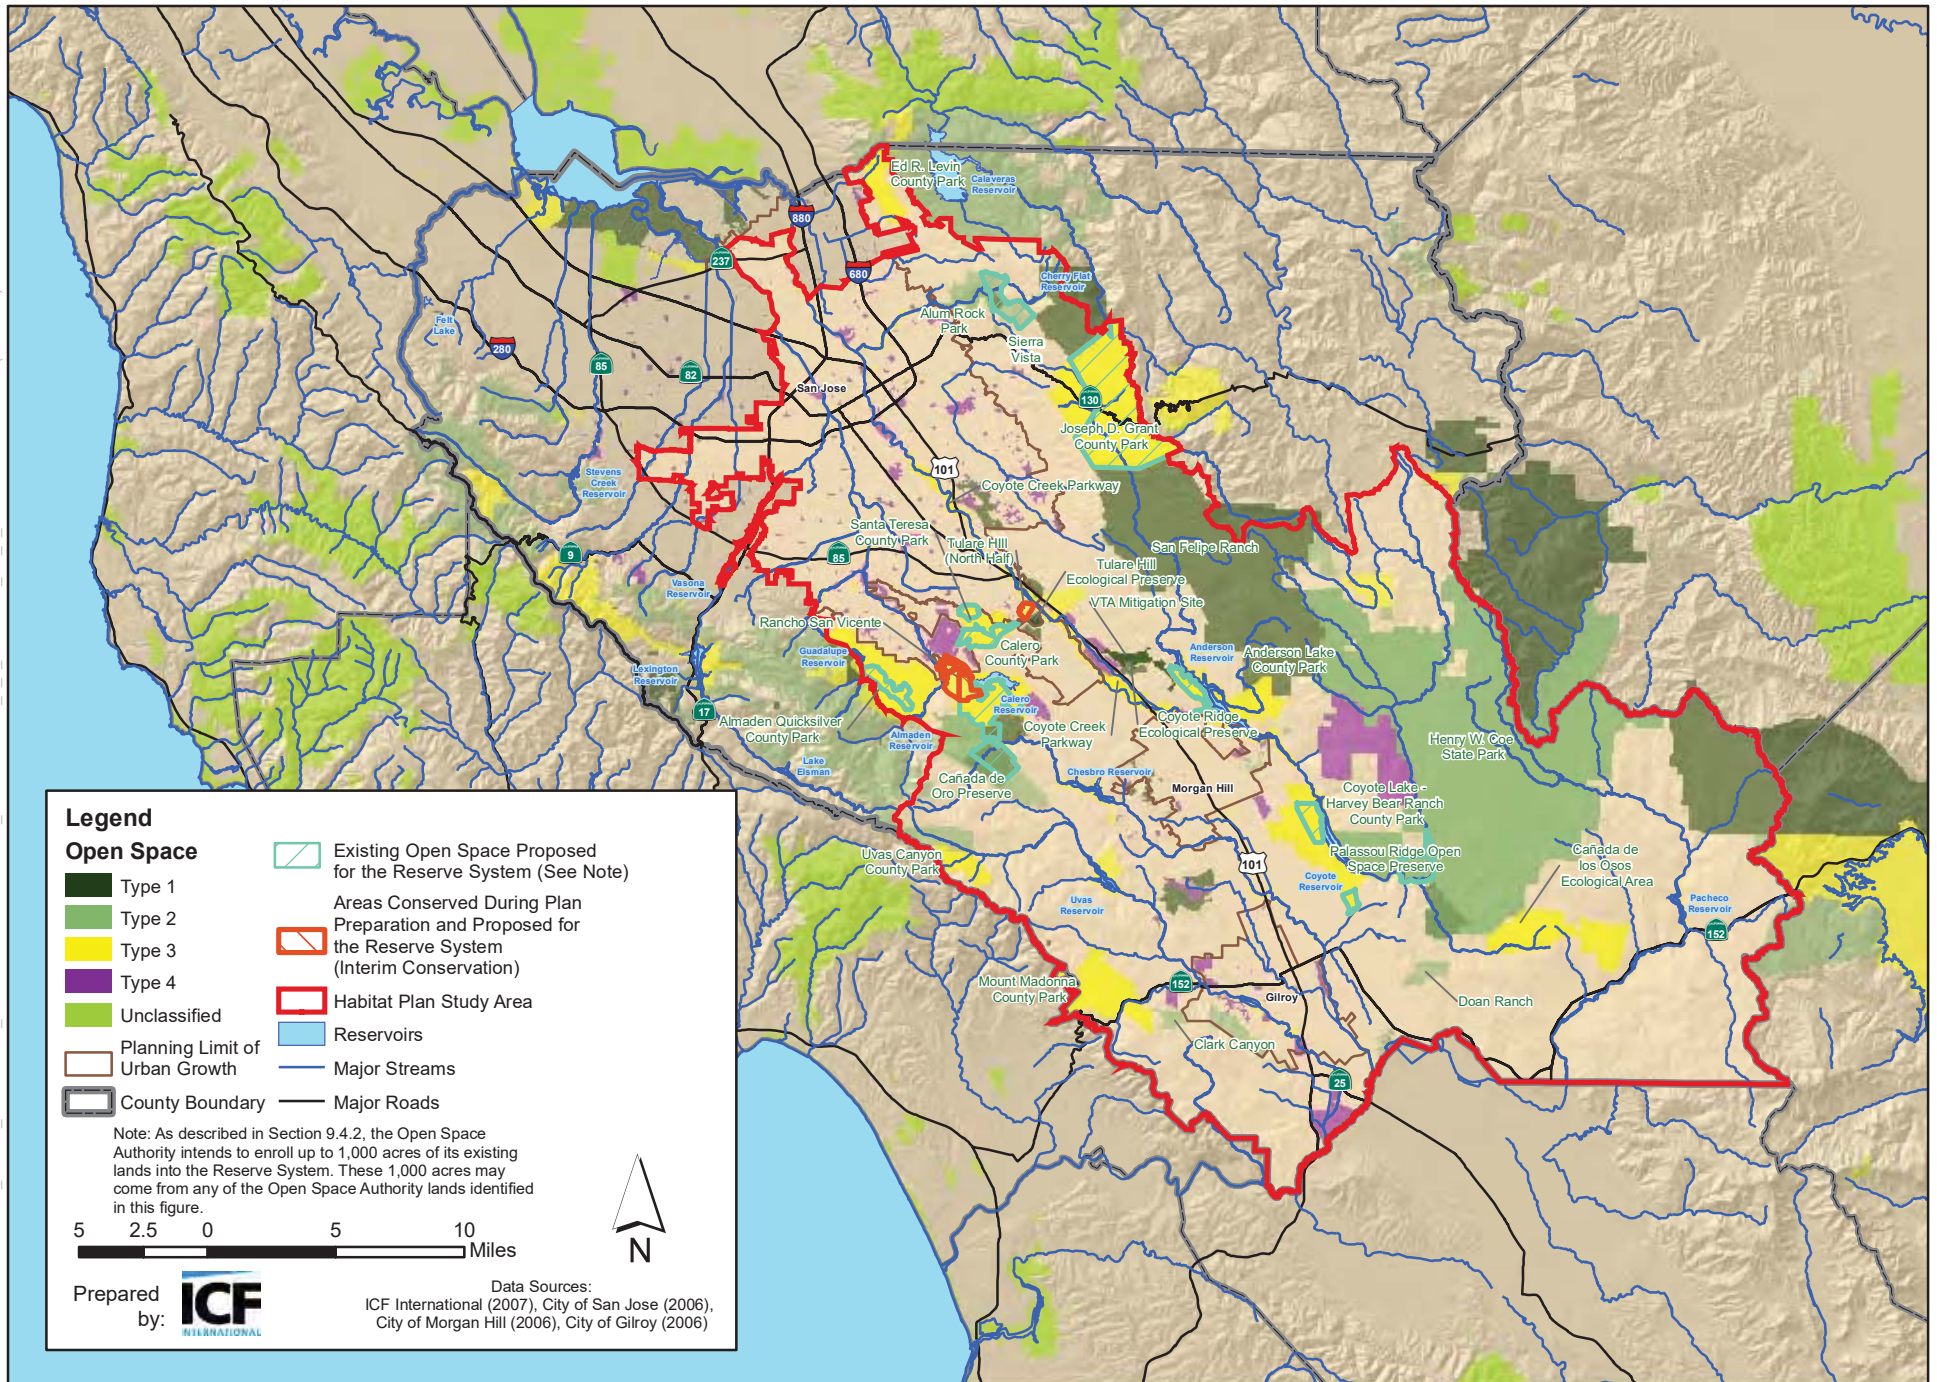 Ed R. Levin
County Park
Calaveras
Reservoir
880
237
680
Cherry Flat
Reservoir
Alum Rock
Park
Felt
Lake
280
85
82
Sierra
Vista
San Jose
130
Joseph D. Grant
County Park
101
Stevens
Creek
Reservoir
Coyote Creek Parkway
Santa Teresa
County Park
Tulare Hill
(North Half)
San Felipe Ranch
9
85
Tulare Hill
Ecological Preserve
Vasona
Reservoir
VTA Mitigation Site
Rancho San Vicente
Guadalupe
Reservoir
Calero
County Park
Anderson
Reservoir
Anderson Lake
County Park
Lexington
Reservoir
17
Almaden Quicksilver
County Park
Calero
Reservoir
Coyote Creek
Parkway
Coyote Ridge
Ecological Preserve
Almaden
Reservoir
Henry W. Coe
State Park
Lake
Elsman
Cañada de
Oro Preserve
Chesbro Reservoir
Morgan Hill
Coyote Lake -
Harvey Bear Ranch
County Park
Uvas Canyon
County Park
101
Palassou Ridge Open
Space Preserve
Cañada de
los Osos
Ecological Area
Coyote
Reservoir
Uvas
Reservoir
Pacheco
Reservoir
152
Mount Madonna
County Park
152
Gilroy
Doan Ranch
Clark Canyon
25
Legend
Open Space
Type 1
Type 2
Type 3
Type 4
Unclassified
Planning Limit of
Urban Growth
County Boundary
Existing Open Space Proposed
for the Reserve System (See Note)
Areas Conserved During Plan
Preparation and Proposed for
the Reserve System
(Interim Conservation)
Habitat Plan Study Area
Reservoirs
Major Streams
Major Roads
Note: As described in Section 9.4.2, the Open Space
Authority intends to enroll up to 1,000 acres of its existing
lands into the Reserve System. These 1,000 acres may
come from any of the Open Space Authority lands identified
in this figure.
5 2.5 0 5 10
Miles
N
Prepared
by:
ICF
INTERNATIONAL
Data Sources:
ICF International (2007), City of San Jose (2006),
City of Morgan Hill (2006), City of Gilroy (2006)